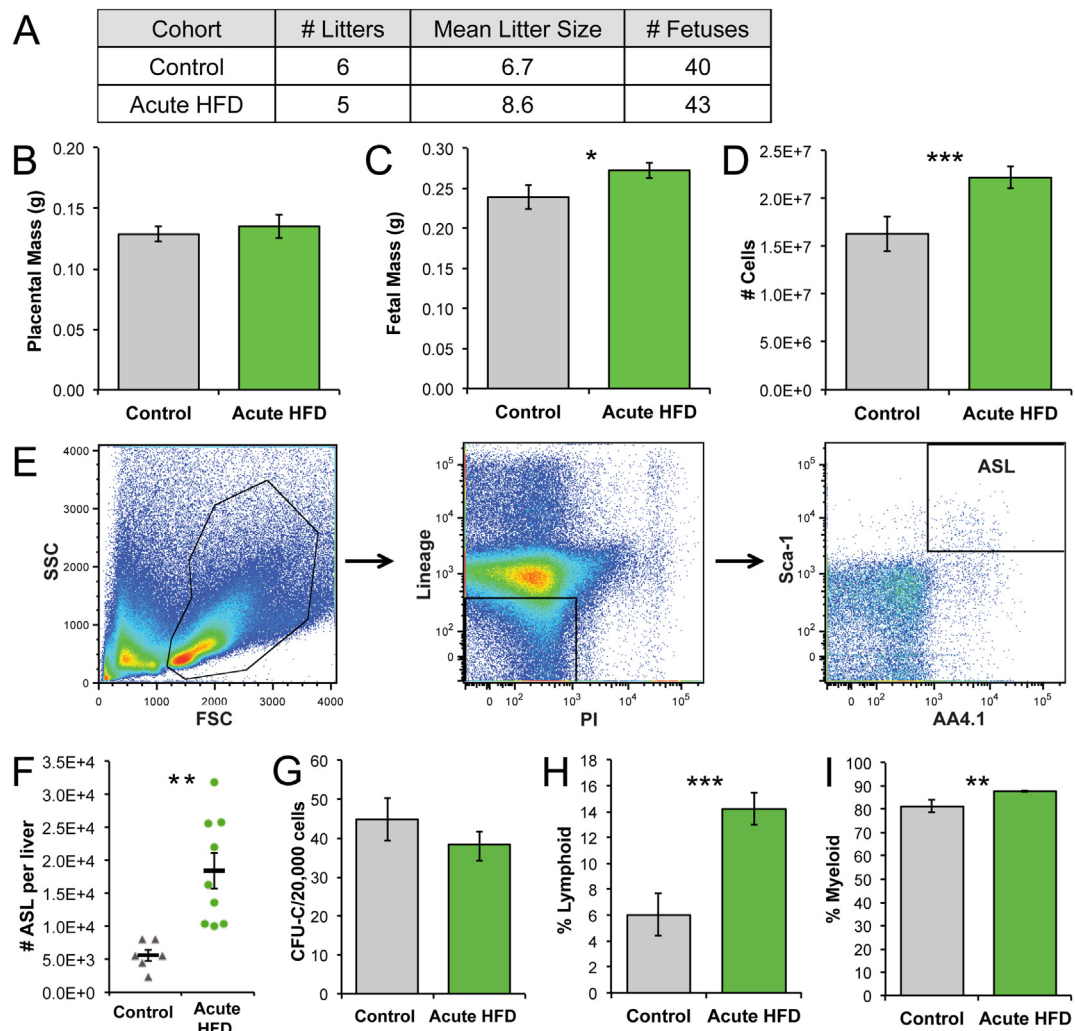 A
Cohort # Litters Mean Litter Size # Fetuses
Control 6 6.7 40
Acute HFD 5 8.6 43
B
Placental Mass (g)
0.20
0.15
0.10
0.05
0.00
Control Acute HFD
C
Fetal Mass (g)
0.30
0.25
0.20
0.15
0.10
0.05
0.00
*
Control Acute HFD
D
# Cells
2.5E+7
2.0E+7
1.5E+7
1.0E+7
5.0E+6
0.0E+0
***
Control Acute HFD
E
SSC
4000
3000
2000
1000
0
0 1000 2000 3000 4000
FSC
Lineage
10^5
10^4
10^3
10^2
0
0 10^2 10^3 10^4 10^5
PI
Sca-1
10^5
10^4
10^3
10^2
0
ASL
0 10^2 10^3 10^4 10^5
AA4.1
F
# ASL per liver
3.5E+4
3.0E+4
2.5E+4
2.0E+4
1.5E+4
1.0E+4
5.0E+3
0.0E+0
**
Control Acute
HFD
G
CFU-C/20,000 cells
60
50
40
30
20
10
0
Control Acute HFD
H
% Lymphoid
18
16
14
12
10
8
6
4
2
0
***
Control Acute HFD
I
% Myeloid
100
90
80
70
60
50
40
30
20
10
0
**
Control Acute HFD